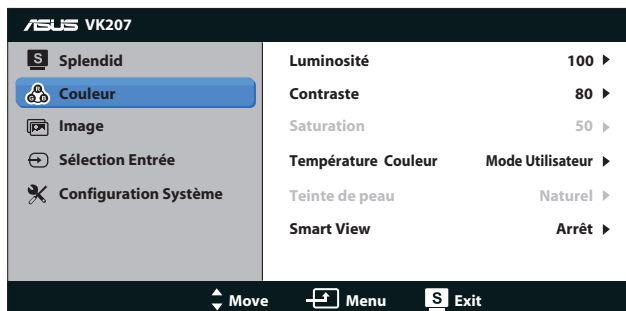 ASUS VK207
S Splendid
Luminosité 100
R G B Couleur
Contraste 80
Image
Saturation 50
Sélection Entrée
Température Couleur Mode Utilisateur
Configuration Système
Teinte de peau Naturel
Smart View Arrêt
Move Menu S Exit